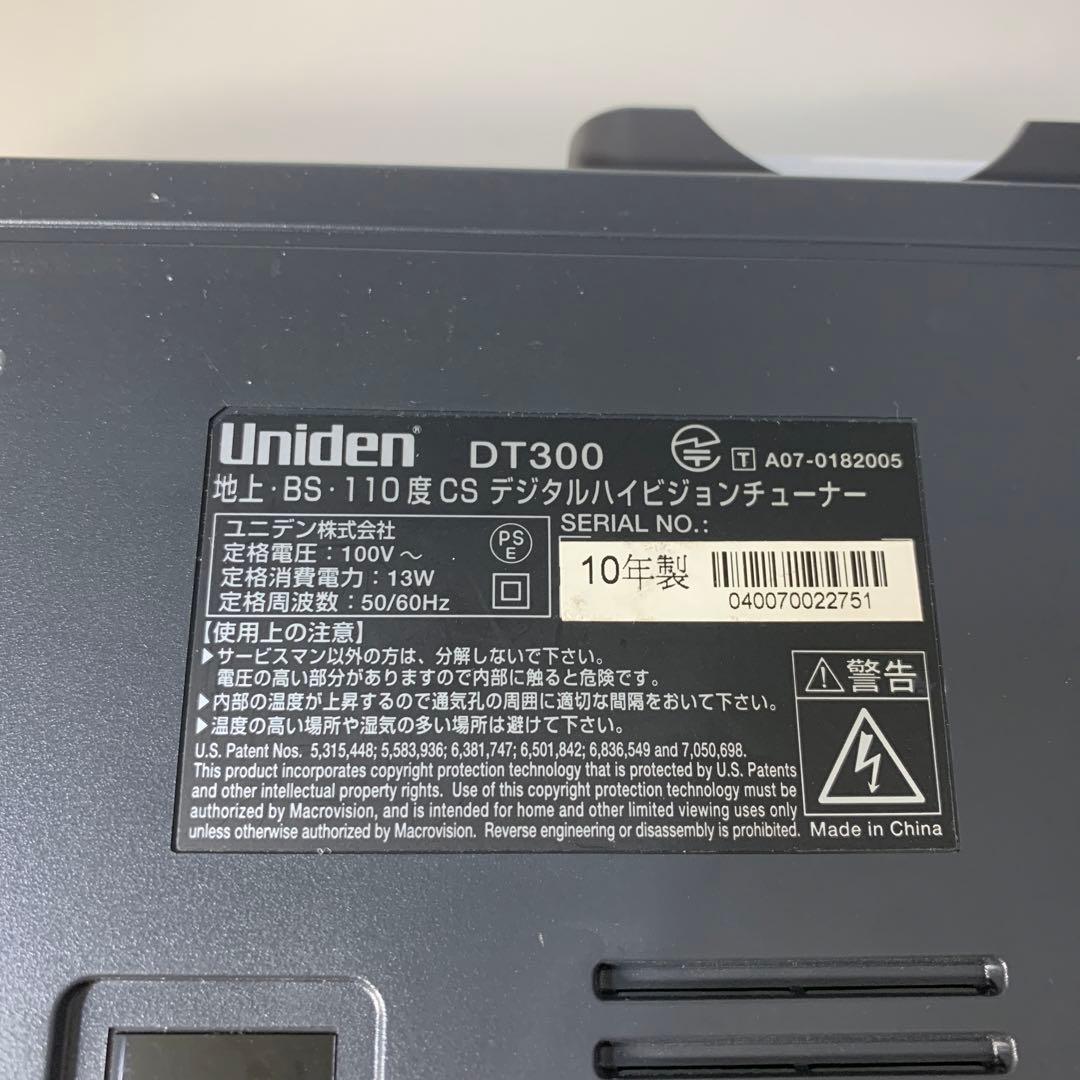 Uniden® DT300 T A07-0182005
地上・BS・110度CS デジタルハイビジョンチューナー
ユニデン株式会社
定格電圧：100V～
定格消費電力：13W
定格周波数：50/60Hz
PS
E
SERIAL NO.:
10年製
040070022751
【使用上の注意】
▶サービスマン以外の方は、分解しないで下さい。
電圧の高い部分がありますので内部に触ると危険です。
▶内部の温度が上昇するので通気孔の周囲に適切な間隔をおいて下さい。
▶温度の高い場所や湿気の多い場所は避けて下さい。
U.S. Patent Nos. 5,315,448; 5,583,936; 6,381,747; 6,501,842; 6,836,549 and 7,050,698.
This product incorporates copyright protection technology that is protected by U.S. Patents
and other intellectual property rights. Use of this copyright protection technology must be
authorized by Macrovision, and is intended for home and other limited viewing uses only
unless otherwise authorized by Macrovision. Reverse engineering or disassembly is prohibited.
⚠警告
Made in China